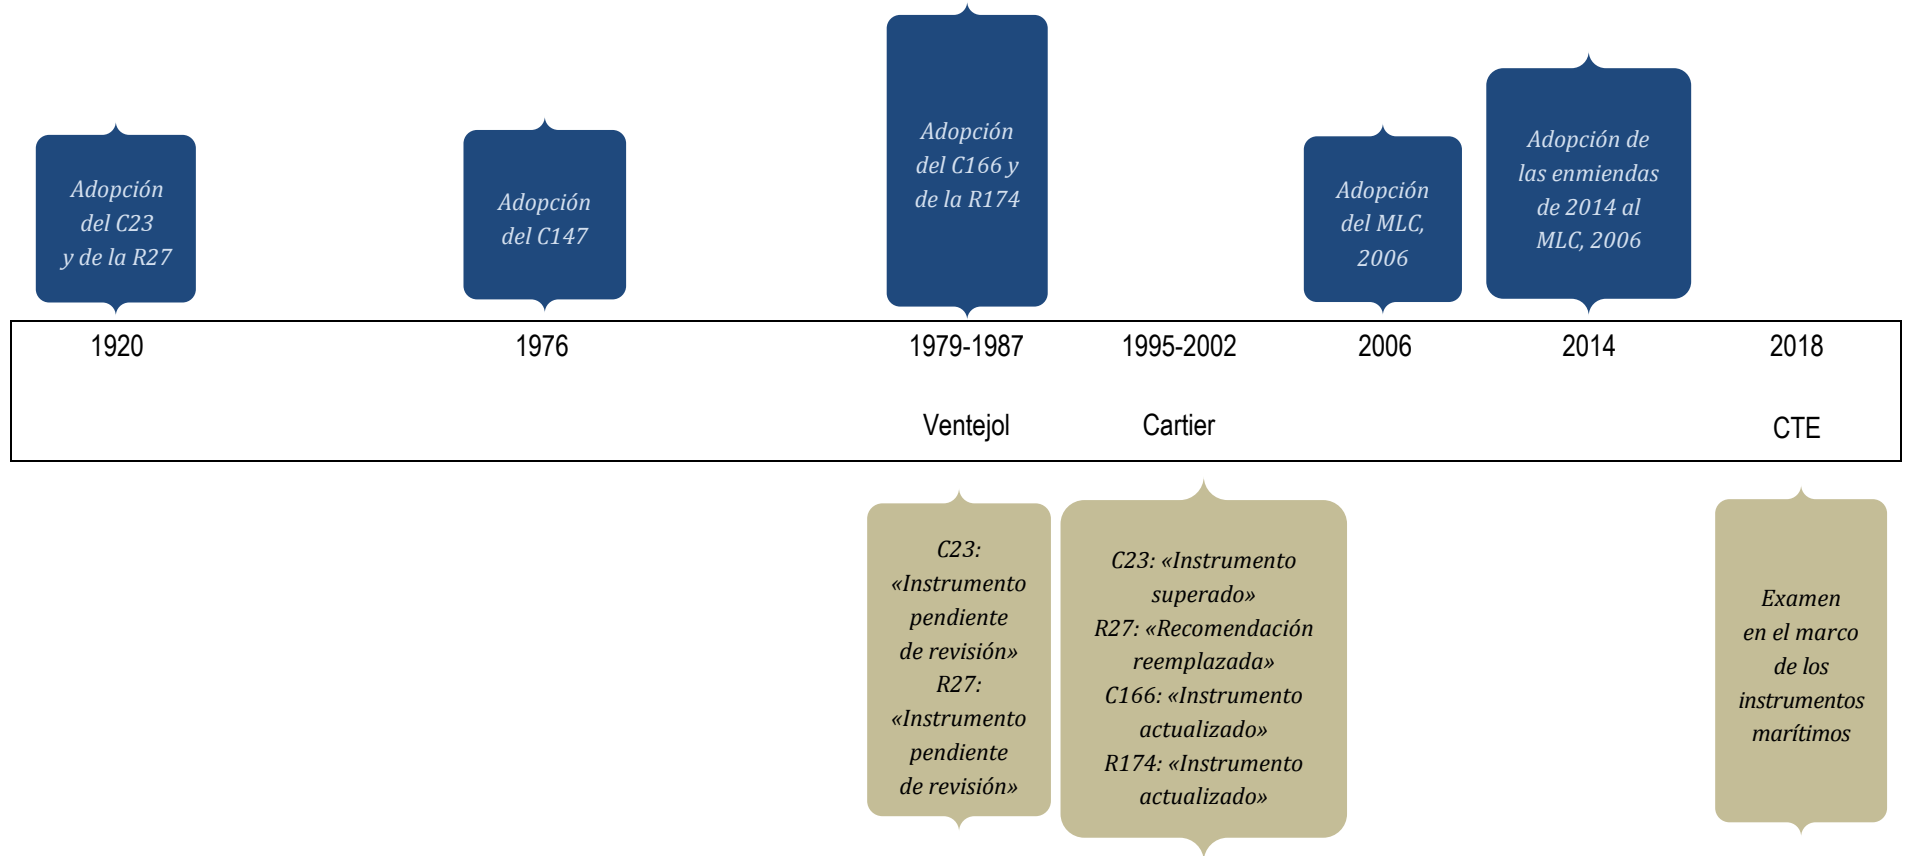 Adopción
del C23
y de la R27
Adopción
del C147
Adopción
del C166 y
de la R174
Adopción
del MLC,
2006
Adopción de
las enmiendas
de 2014 al
MLC, 2006
1920
1976
1979-1987
1995-2002
2006
2014
2018
Ventejol
Cartier
CTE
C23:
«Instrumento
pendiente
de revisión»
R27:
«Instrumento
pendiente
de revisión»
C23: «Instrumento
superado»
R27: «Recomendación
reemplazada»
C166: «Instrumento
actualizado»
R174: «Instrumento
actualizado»
Examen
en el marco
de los
instrumentos
marítimos